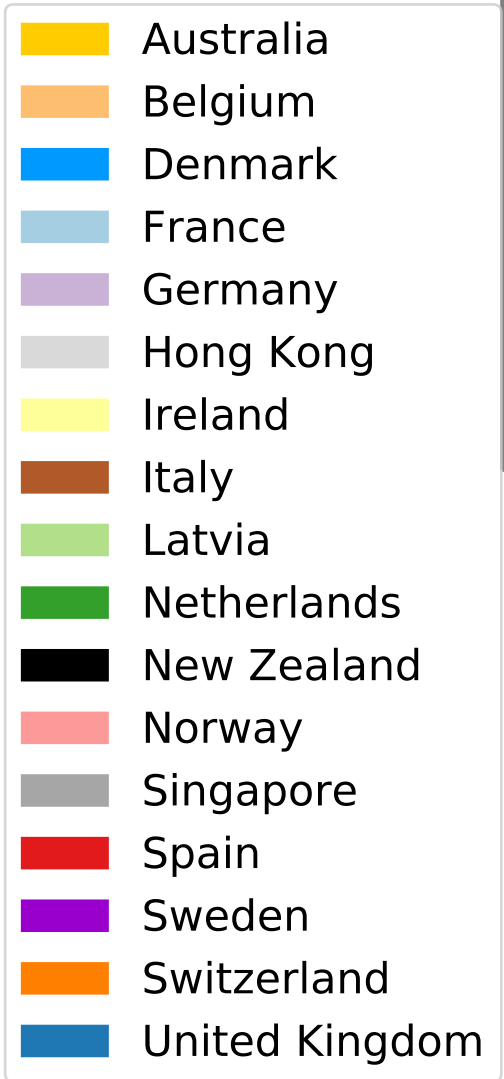 Australia
Belgium
Denmark
France
Germany
Hong Kong
Ireland
Italy
Latvia
Netherlands
New Zealand
Norway
Singapore
Spain
Sweden
Switzerland
United Kingdom